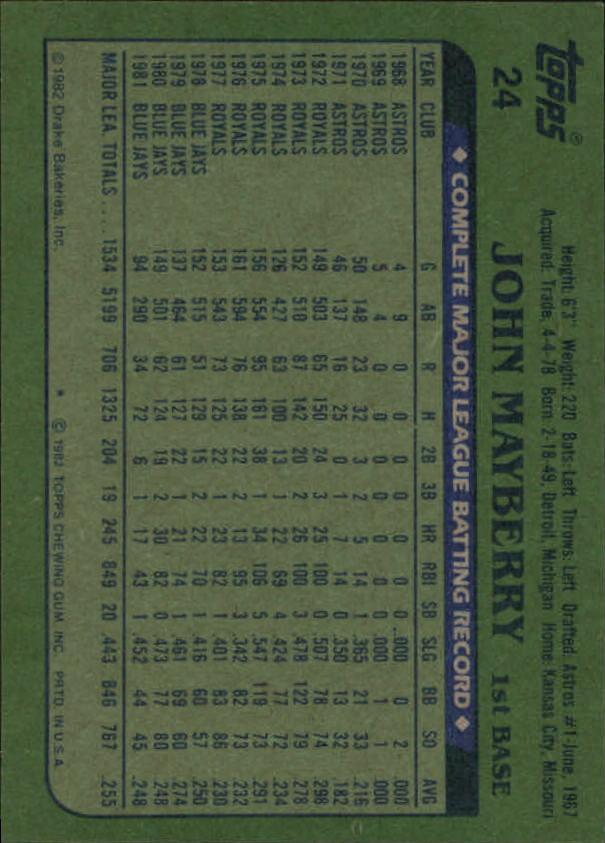 topps®
24
Height: 6'3" Weight: 220 Bats: Left Throws: Left Drafted: Astros #1-June, 1967
Acquired: Trade, 4-4-78 Born: 2-18-49, Detroit, Michigan Home: Kansas City, Missouri
JOHN MAYBERRY 1st BASE
◆ COMPLETE MAJOR LEAGUE BATTING RECORD ◆
YEAR CLUB G AB R H 2B 3B HR RBI SB SLG BB SO AVG
1968 ASTROS 4 9 0 0 0 0 0 0 0 .000 0 2 .000
1969 ASTROS 5 4 0 0 0 0 0 0 0 .000 1 1 .000
1970 ASTROS 50 148 23 32 3 2 5 14 1 .365 21 33 .216
1971 ASTROS 46 137 16 25 0 1 7 14 0 .350 13 32 .182
1972 ROYALS 149 503 65 150 24 3 25 100 0 .507 78 74 .298
1973 ROYALS 152 510 87 142 20 2 26 100 3 .478 122 79 .278
1974 ROYALS 126 427 63 100 13 1 22 69 4 .424 77 72 .234
1975 ROYALS 156 554 95 161 38 1 34 106 5 .547 119 73 .291
1976 ROYALS 161 594 76 138 22 2 13 95 3 .342 82 73 .232
1977 ROYALS 153 543 73 125 22 1 23 82 1 .401 83 86 .230
1978 BLUE JAYS 152 515 51 129 15 2 22 70 1 .416 60 57 .250
1979 BLUE JAYS 137 464 61 127 22 1 21 74 1 .461 69 60 .274
1980 BLUE JAYS 149 501 62 124 19 2 30 82 0 .473 77 80 .248
1981 BLUE JAYS 94 290 34 72 6 1 17 43 1 .452 44 45 .248
MAJOR LEA. TOTALS .... 1534 5199 706 1325 204 19 245 849 20 .443 846 767 .255
© 1982 Drake Bakeries, Inc. * © 1982 TOPPS CHEWING GUM, INC. PRTD. IN U.S.A.